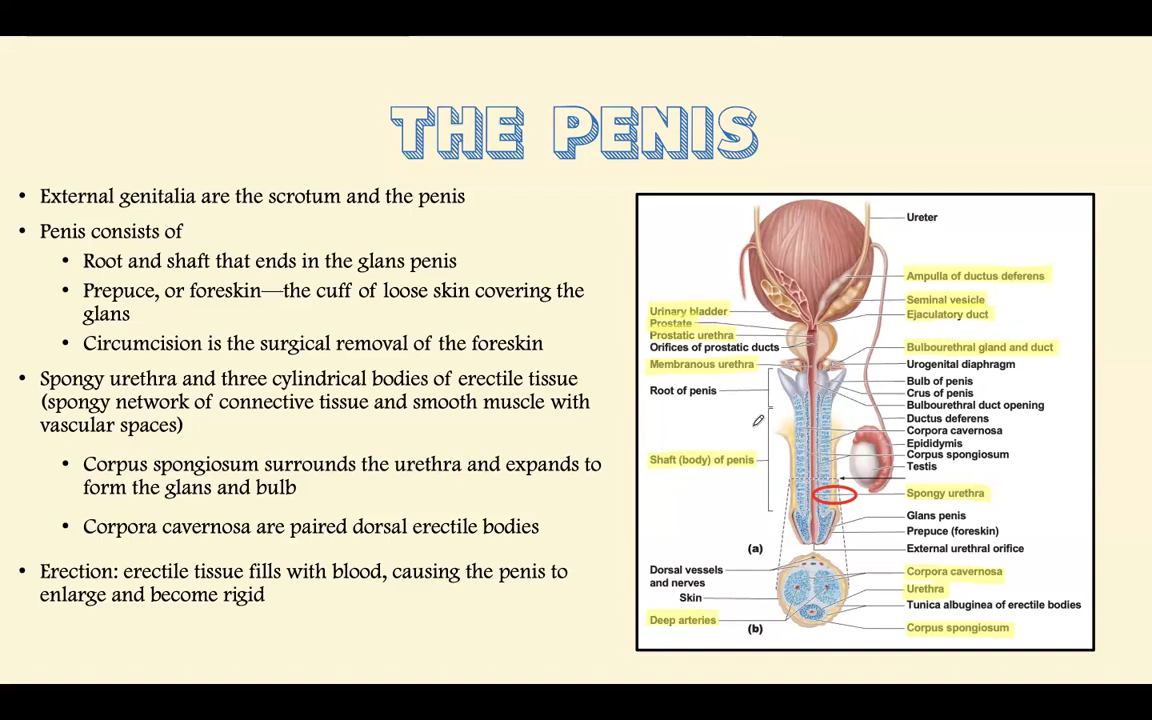 THE PENIS
• External genitalia are the scrotum and the penis
• Penis consists of
• Root and shaft that ends in the glans penis
• Prepuce, or foreskin—the cuff of loose skin covering the
glans
• Circumcision is the surgical removal of the foreskin
• Spongy urethra and three cylindrical bodies of erectile tissue
(spongy network of connective tissue and smooth muscle with
vascular spaces)
• Corpus spongiosum surrounds the urethra and expands to
form the glans and bulb
• Corpora cavernosa are paired dorsal erectile bodies
• Erection: erectile tissue fills with blood, causing the penis to
enlarge and become rigid
Urinary bladder
Prostate
Prostatic urethra
Orifices of prostatic ducts
Membranous urethra
Root of penis
Shaft (body) of penis
(a)
Dorsal vessels
and nerves
Skin
Deep arteries
(b)
Ureter
Ampulla of ductus deferens
Seminal vesicle
Ejaculatory duct
Bulbourethral gland and duct
Urogenital diaphragm
Bulb of penis
Crus of penis
Bulbourethral duct opening
Ductus deferens
Corpora cavernosa
Epididymis
Corpus spongiosum
Testis
Spongy urethra
Glans penis
Prepuce (foreskin)
External urethral orifice
Corpora cavernosa
Urethra
Tunica albuginea of erectile bodies
Corpus spongiosum